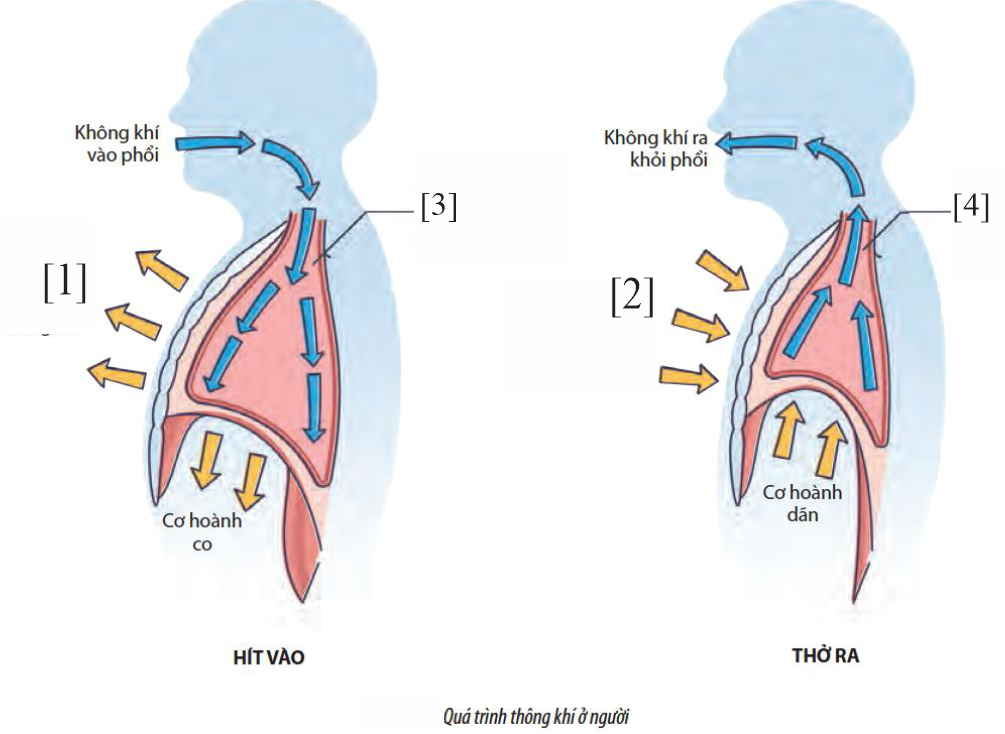 Không khí
vào phổi
[3]
[1]
Cơ hoành
co
HÍT VÀO
Không khí ra
khỏi phổi
[4]
[2]
Cơ hoành
dãn
THỞ RA
Quá trình thông khí ở người